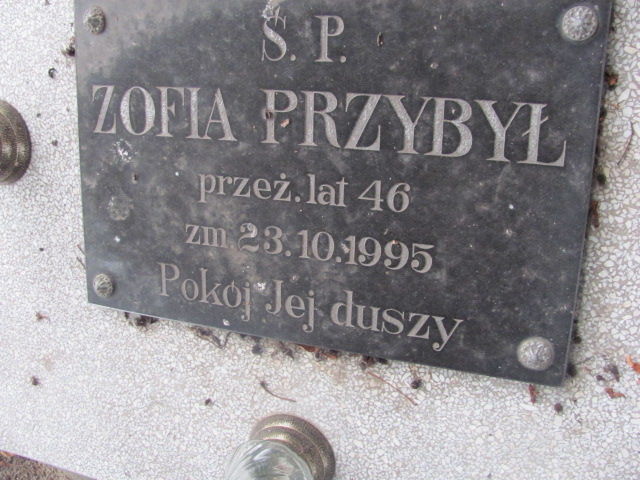 Ś. P.
ZOFIA PRZYBYŁ
przeż. lat 46
zm. 23.10.1995
Pokój Jej duszy